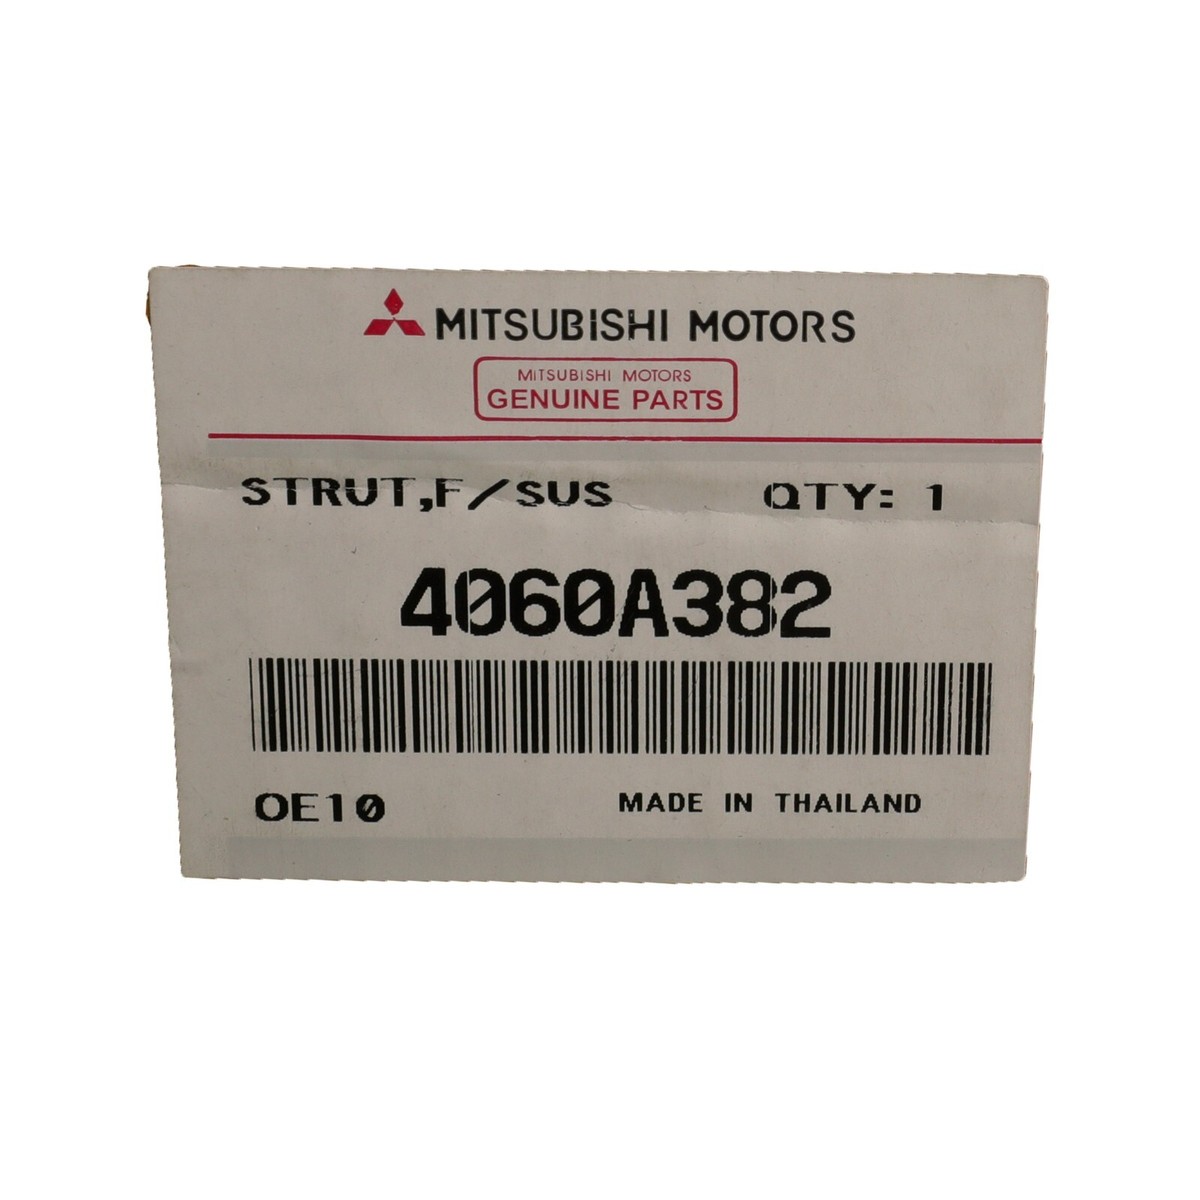 MITSUBISHI MOTORS
MITSUBISHI MOTORS
GENUINE PARTS
STRUT,F/SUS QTY: 1
4060A382
OE10 MADE IN THAILAND